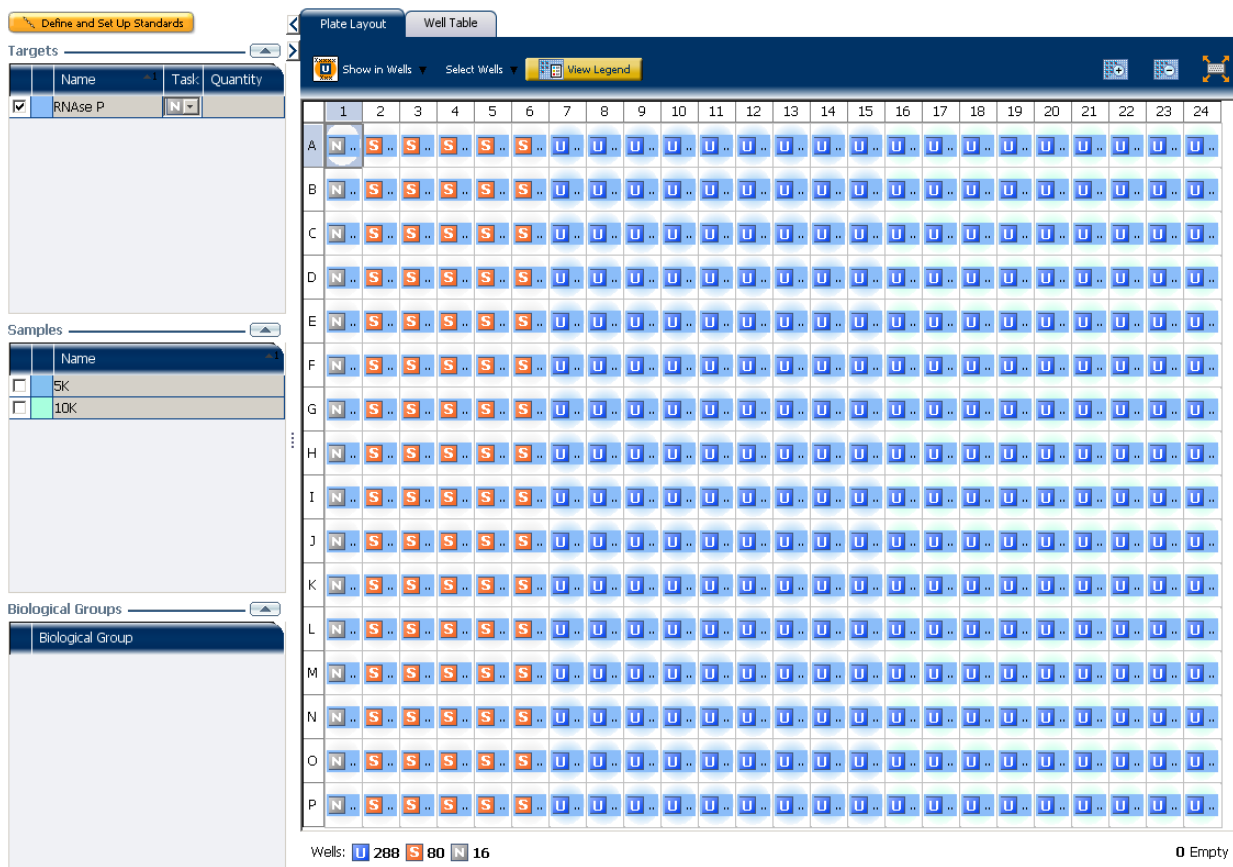 Define and Set Up Standards
Plate Layout
Well Table
Targets
Show in Wells
Select Wells
View Legend
Name Task Quantity
RNAse P N
1 2 3 4 5 6 7 8 9 10 11 12 13 14 15 16 17 18 19 20 21 22 23 24
A N .. S .. S .. S .. S .. S .. U .. U .. U .. U .. U .. U .. U .. U .. U .. U .. U .. U .. U .. U .. U .. U .. U .. U ..
B N .. S .. S .. S .. S .. S .. U .. U .. U .. U .. U .. U .. U .. U .. U .. U .. U .. U .. U .. U .. U .. U .. U .. U ..
C N .. S .. S .. S .. S .. S .. U .. U .. U .. U .. U .. U .. U .. U .. U .. U .. U .. U .. U .. U .. U .. U .. U .. U ..
D N .. S .. S .. S .. S .. S .. U .. U .. U .. U .. U .. U .. U .. U .. U .. U .. U .. U .. U .. U .. U .. U .. U .. U ..
E N .. S .. S .. S .. S .. S .. U .. U .. U .. U .. U .. U .. U .. U .. U .. U .. U .. U .. U .. U .. U .. U .. U .. U ..
F N .. S .. S .. S .. S .. S .. U .. U .. U .. U .. U .. U .. U .. U .. U .. U .. U .. U .. U .. U .. U .. U .. U .. U ..
G N .. S .. S .. S .. S .. S .. U .. U .. U .. U .. U .. U .. U .. U .. U .. U .. U .. U .. U .. U .. U .. U .. U .. U ..
H N .. S .. S .. S .. S .. S .. U .. U .. U .. U .. U .. U .. U .. U .. U .. U .. U .. U .. U .. U .. U .. U .. U .. U ..
I N .. S .. S .. S .. S .. S .. U .. U .. U .. U .. U .. U .. U .. U .. U .. U .. U .. U .. U .. U .. U .. U .. U .. U ..
J N .. S .. S .. S .. S .. S .. U .. U .. U .. U .. U .. U .. U .. U .. U .. U .. U .. U .. U .. U .. U .. U .. U .. U ..
K N .. S .. S .. S .. S .. S .. U .. U .. U .. U .. U .. U .. U .. U .. U .. U .. U .. U .. U .. U .. U .. U .. U .. U ..
L N .. S .. S .. S .. S .. S .. U .. U .. U .. U .. U .. U .. U .. U .. U .. U .. U .. U .. U .. U .. U .. U .. U .. U ..
M N .. S .. S .. S .. S .. S .. U .. U .. U .. U .. U .. U .. U .. U .. U .. U .. U .. U .. U .. U .. U .. U .. U .. U ..
N N .. S .. S .. S .. S .. S .. U .. U .. U .. U .. U .. U .. U .. U .. U .. U .. U .. U .. U .. U .. U .. U .. U .. U ..
O N .. S .. S .. S .. S .. S .. U .. U .. U .. U .. U .. U .. U .. U .. U .. U .. U .. U .. U .. U .. U .. U .. U .. U ..
P N .. S .. S .. S .. S .. S .. U .. U .. U .. U .. U .. U .. U .. U .. U .. U .. U .. U .. U .. U .. U .. U .. U .. U ..
Samples
Name
5K
10K
Biological Groups
Biological Group
Wells: U 288 S 80 N 16
0 Empty